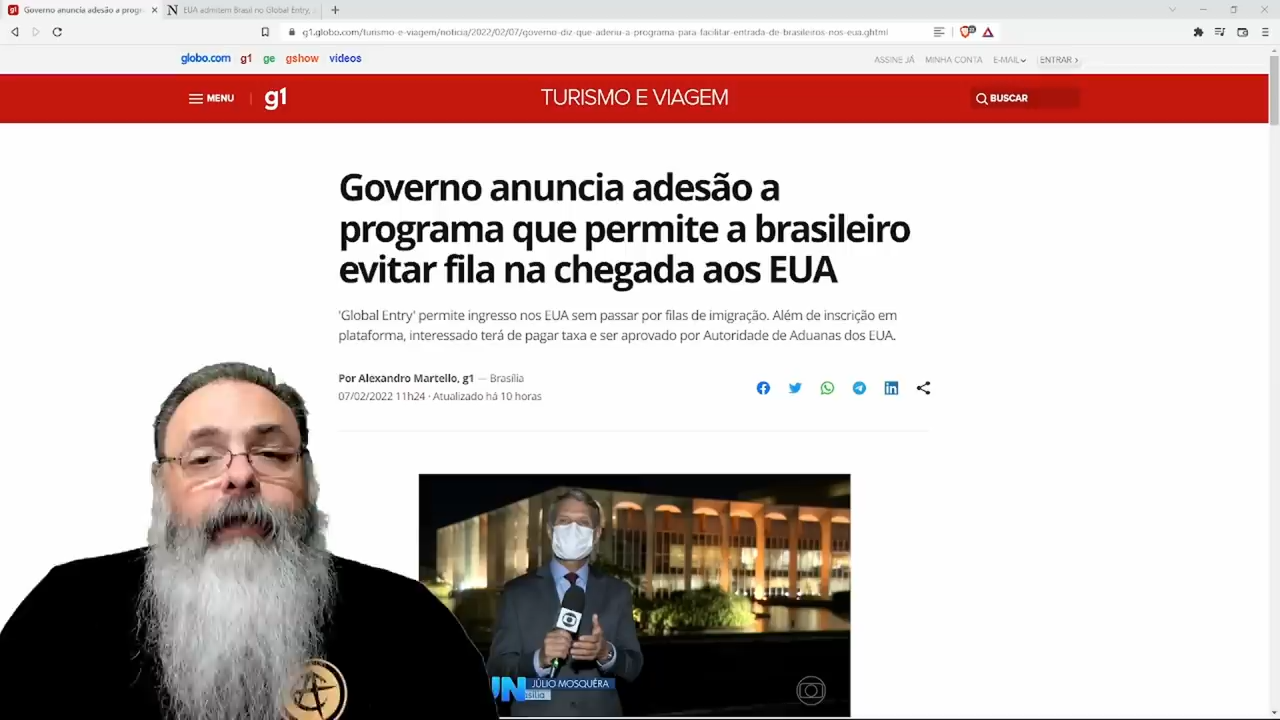 Governo anuncia adesão a progr
EUA admitem Brasil no Global Entry,
g1.globo.com/turismo-e-viagem/noticia/2022/02/07/governo-diz-que-aderiu-a-programa-para-facilitar-entrada-de-brasileiros-nos-eua.ghtml
globo.com g1 ge gshow vídeos
ASSINE JÁ MINHA CONTA E-MAIL ENTRAR
MENU g1 TURISMO E VIAGEM BUSCAR
Governo anuncia adesão a
programa que permite a brasileiro
evitar fila na chegada aos EUA
'Global Entry' permite ingresso nos EUA sem passar por filas de imigração. Além de inscrição em
plataforma, interessado terá de pagar taxa e ser aprovado por Autoridade de Aduanas dos EUA.
Por Alexandro Martello, g1 — Brasília
07/02/2022 11h24 · Atualizado há 10 horas
JÚLIO MOSQUÉRA